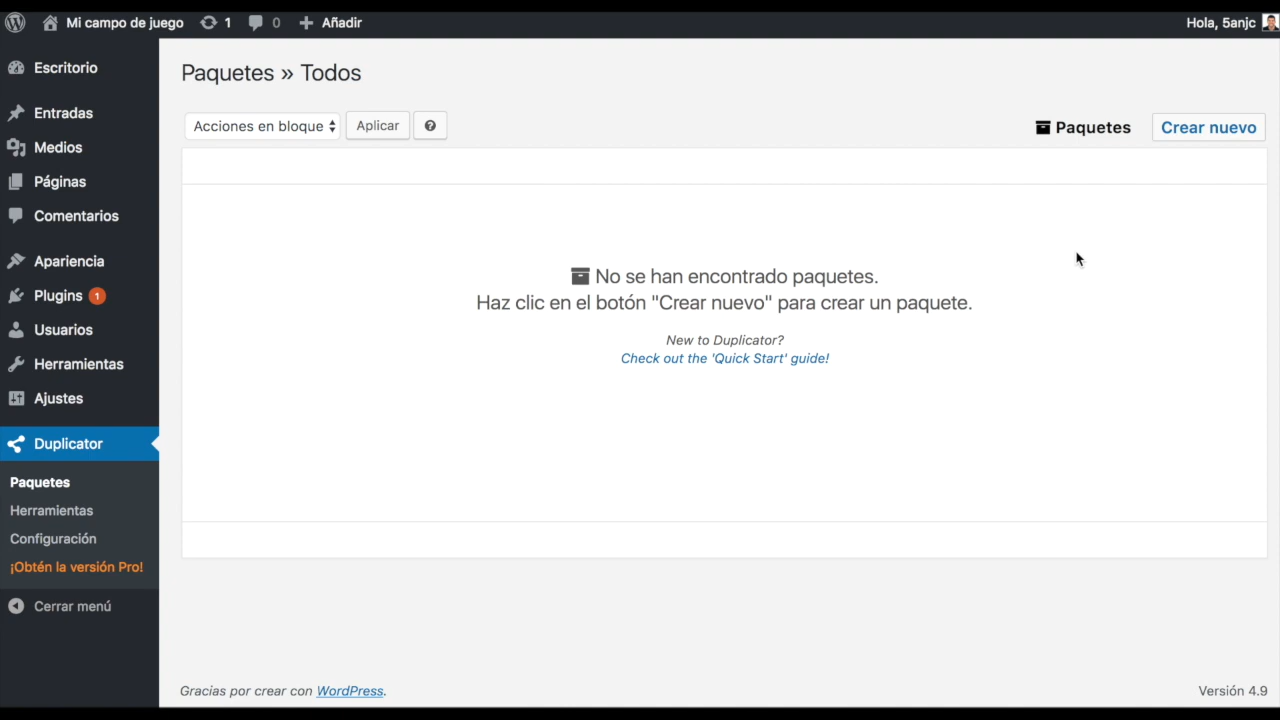 Mi campo de juego 1 0 Añadir Hola, 5anjc
Escritorio
Entradas
Medios
Páginas
Comentarios
Apariencia
Plugins 1
Usuarios
Herramientas
Ajustes
Duplicator
Paquetes
Herramientas
Configuración
¡Obtén la versión Pro!
Cerrar menú
Paquetes » Todos
Acciones en bloque Aplicar ?
Paquetes Crear nuevo
No se han encontrado paquetes.
Haz clic en el botón "Crear nuevo" para crear un paquete.
New to Duplicator?
Check out the 'Quick Start' guide!
Gracias por crear con WordPress. Versión 4.9